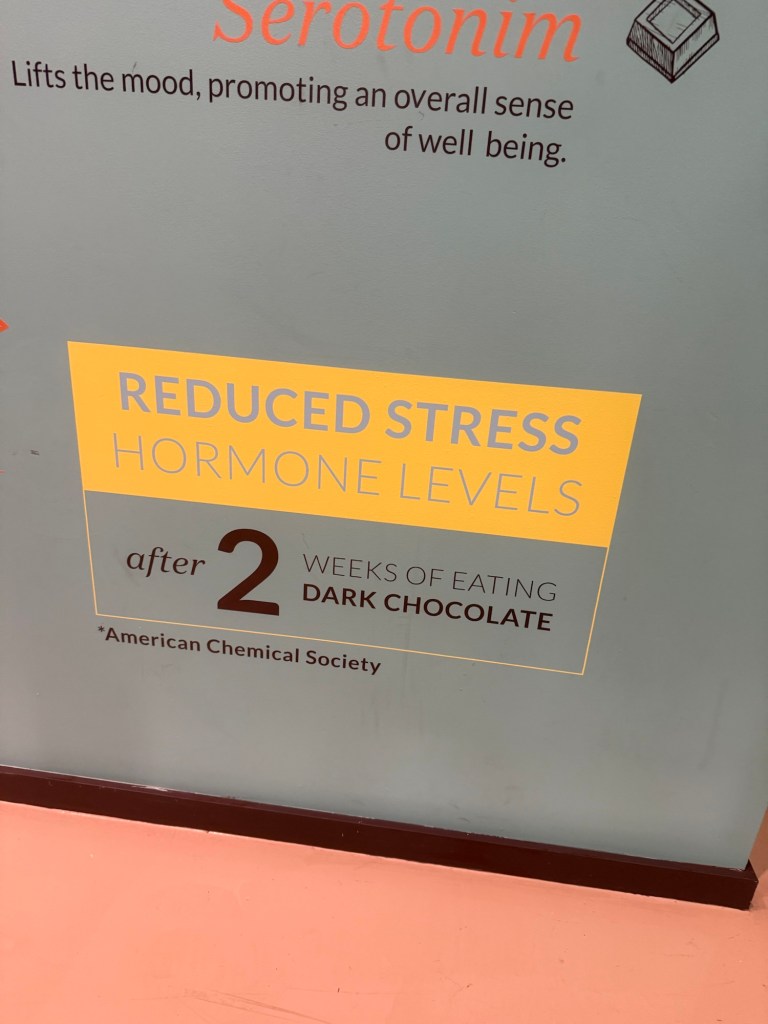 Serotonim
Lifts the mood, promoting an overall sense
of well being.
REDUCED STRESS
HORMONE LEVELS
after 2 WEEKS OF EATING
DARK CHOCOLATE
*American Chemical Society